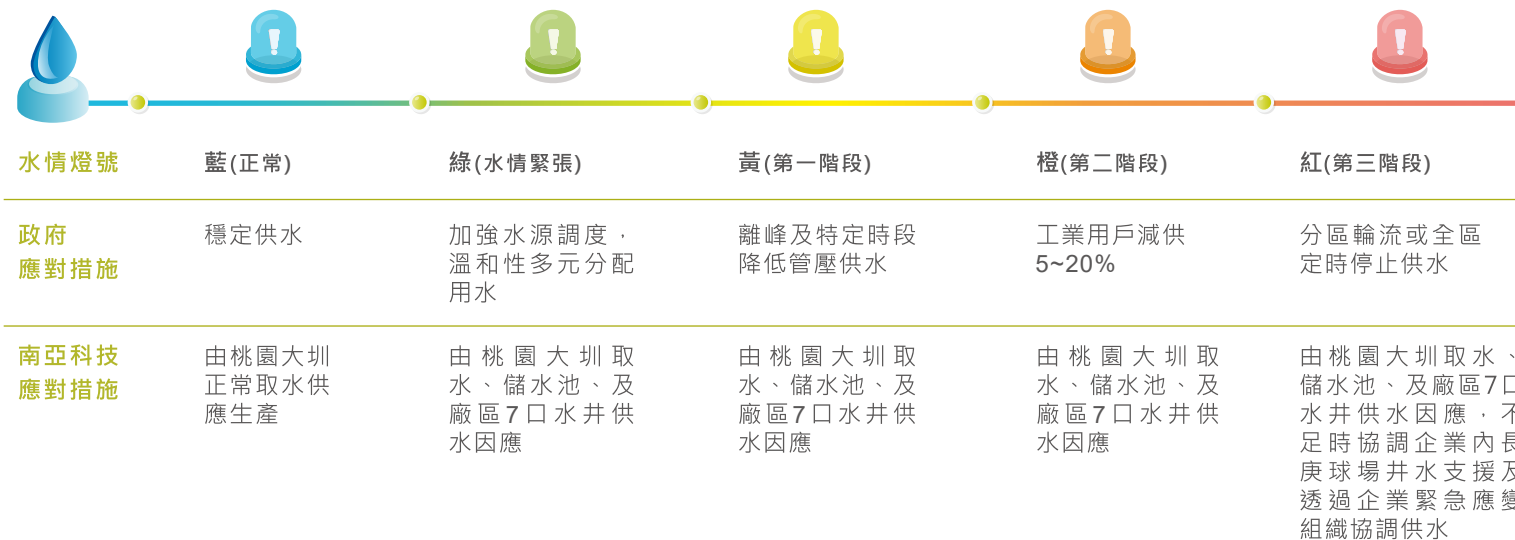 水情燈號
藍(正常)
綠(水情緊張)
黃(第一階段)
橙(第二階段)
紅(第三階段)
政府
應對措施
穩定供水
加強水源調度，
溫和性多元分配
用水
離峰及特定時段
降低管壓供水
工業用戶減供
5~20%
分區輪流或全區
定時停止供水
南亞科技
應對措施
由桃園大圳
正常取水供
應生產
由桃園大圳取
水、儲水池、及
廠區7口水井供
水因應
由桃園大圳取
水、儲水池、及
廠區7口水井供
水因應
由桃園大圳取
水、儲水池、及
廠區7口水井供
水因應
由桃園大圳取水、
儲水池、及廠區7口
水井供水因應，不
足時協調企業內長
庚球場井水支援及
透過企業緊急應變
組織協調供水